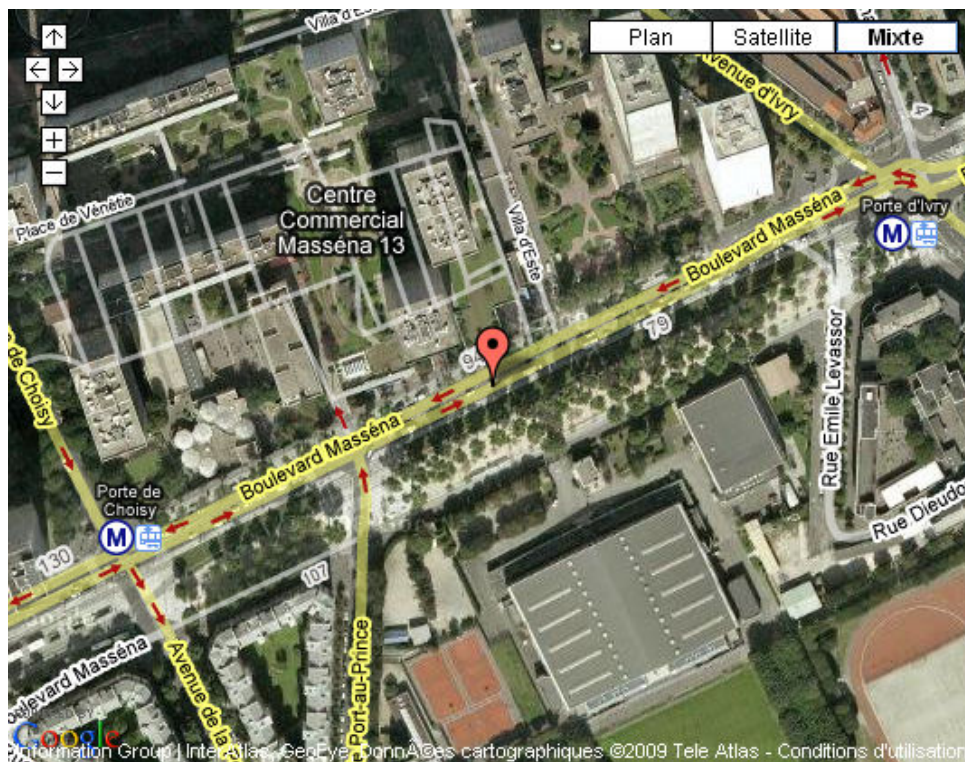 Villa d'Este
Plan
Satellite
Mixte
Avenue d'Ivry
4
Place de Vénétie
Centre
Commercial
Masséna 13
Villa d'Este
Boulevard Masséna
Porte d'Ivry
M
94
79
de Choisy
Boulevard Masséna
Rue Emile Levassor
Porte de
Choisy
M
130
107
Rue Dieudo
Boulevard Masséna
Avenue de la
Port-au-Prince
Google
Information Group | InterAtlas, GeoEye, DonnÃ©es cartographiques ©2009 Tele Atlas - Conditions d'utilisation